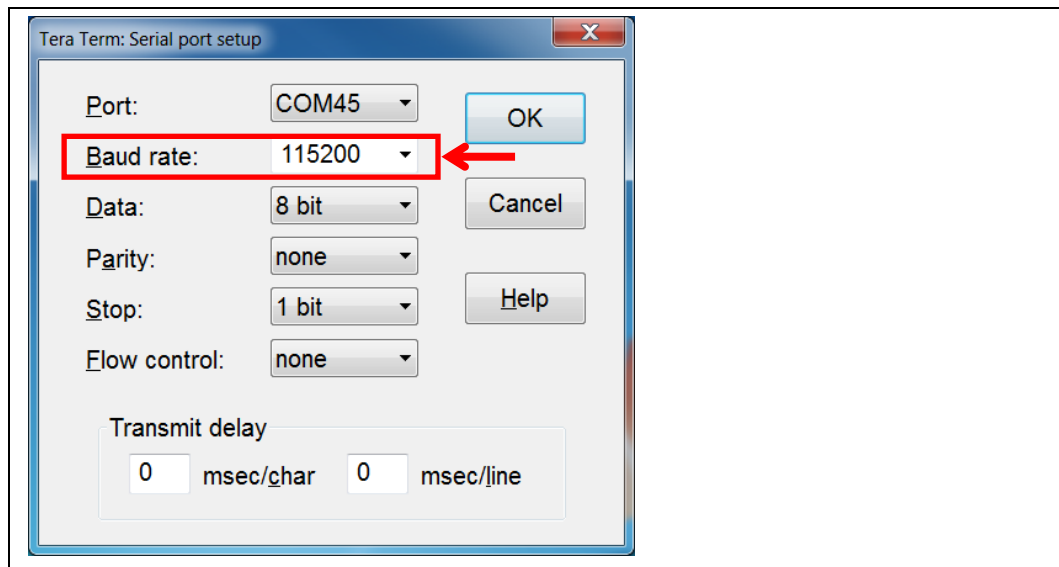 Tera Term: Serial port setup
Port: COM45
OK
Baud rate: 115200
Data: 8 bit
Cancel
Parity: none
Stop: 1 bit
Help
Flow control: none
Transmit delay
0 msec/char 0 msec/line